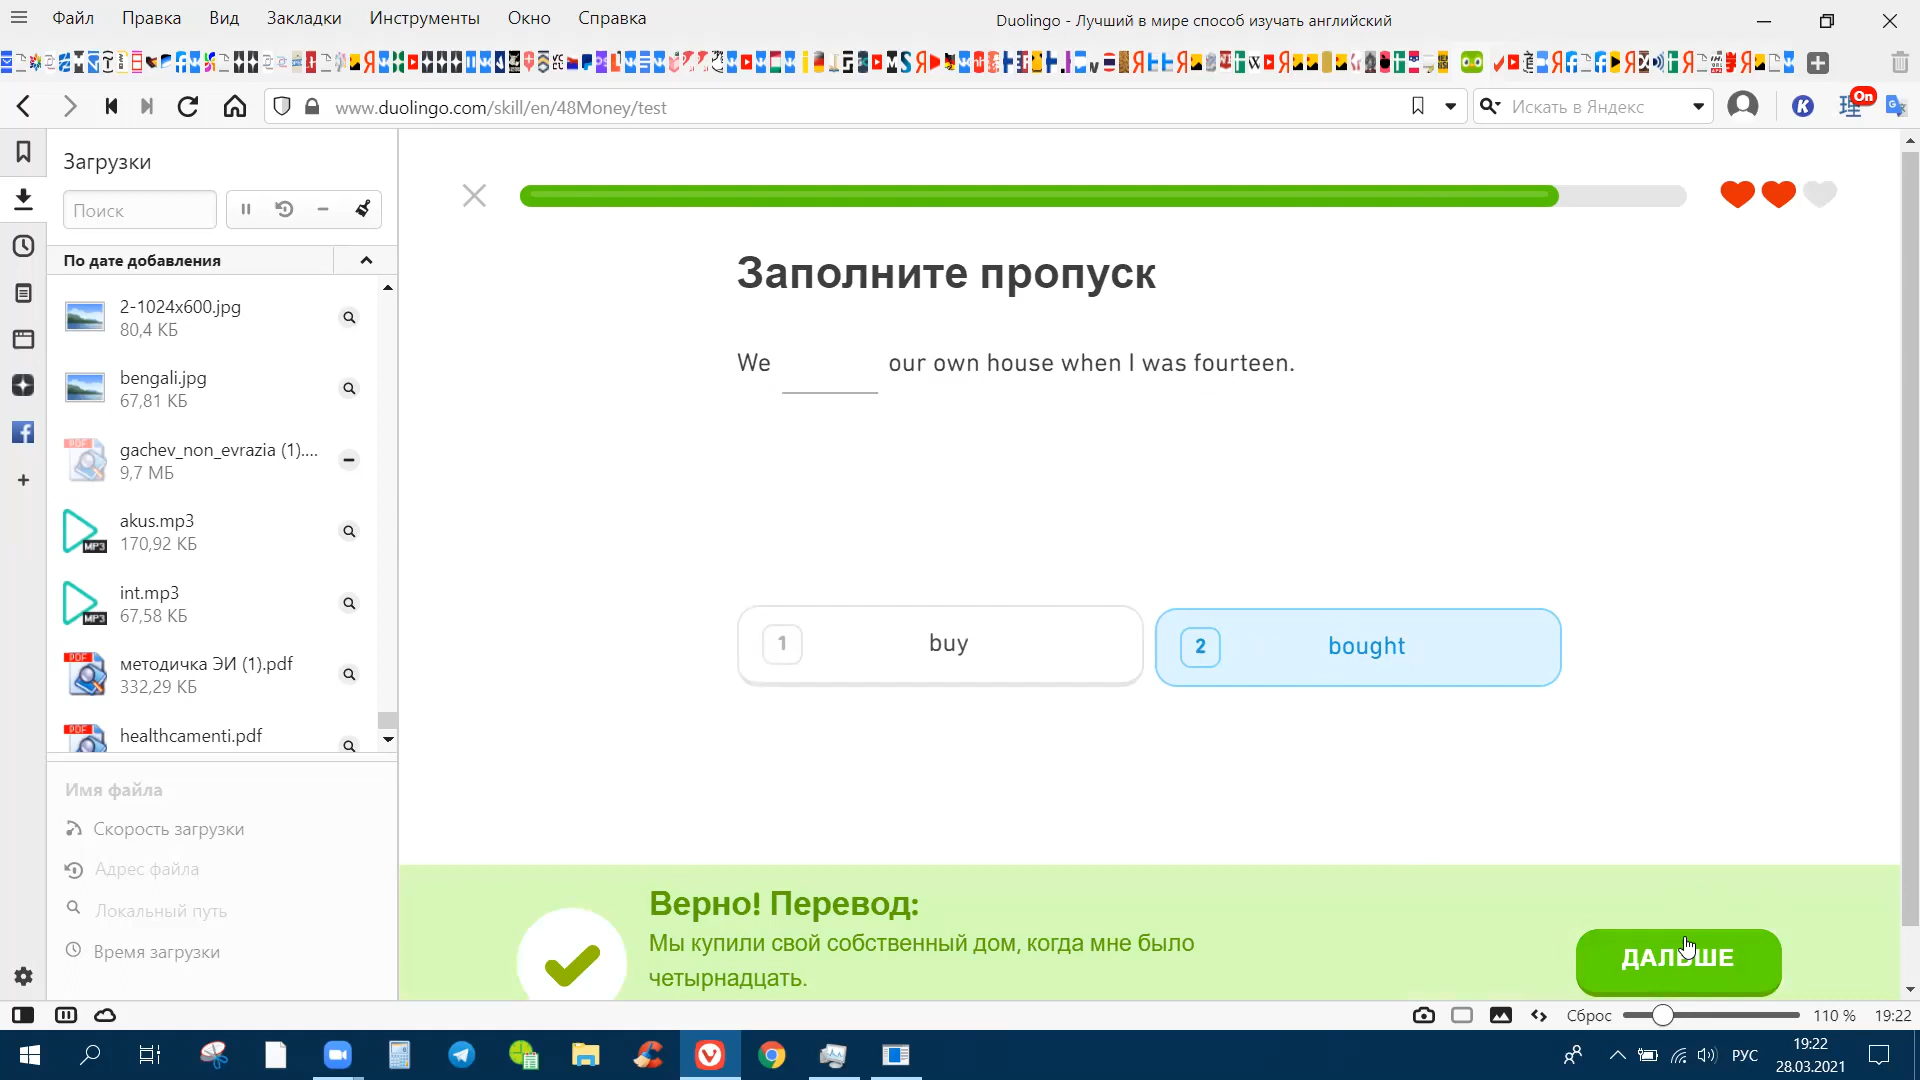 Файл Правка Вид Закладки Инструменты Окно Справка
Duolingo - Лучший в мире способ изучать английский
www.duolingo.com/skill/en/48Money/test
Искать в Яндекс
On
Загрузки
Поиск
По дате добавления
2-1024x600.jpg
80,4 КБ
bengali.jpg
67,81 КБ
gachev_non_evrazia (1)....
9,7 МБ
akus.mp3
170,92 КБ
int.mp3
67,58 КБ
методичка ЭИ (1).pdf
332,29 КБ
healthcamenti.pdf
Имя файла
Скорость загрузки
Адрес файла
Локальный путь
Время загрузки
Заполните пропуск
We ______ our own house when I was fourteen.
1 buy
2 bought
Верно! Перевод:
Мы купили свой собственный дом, когда мне было
четырнадцать.
ДАЛЬШЕ
Сброс 110 % 19:22
РУС
19:22
28.03.2021